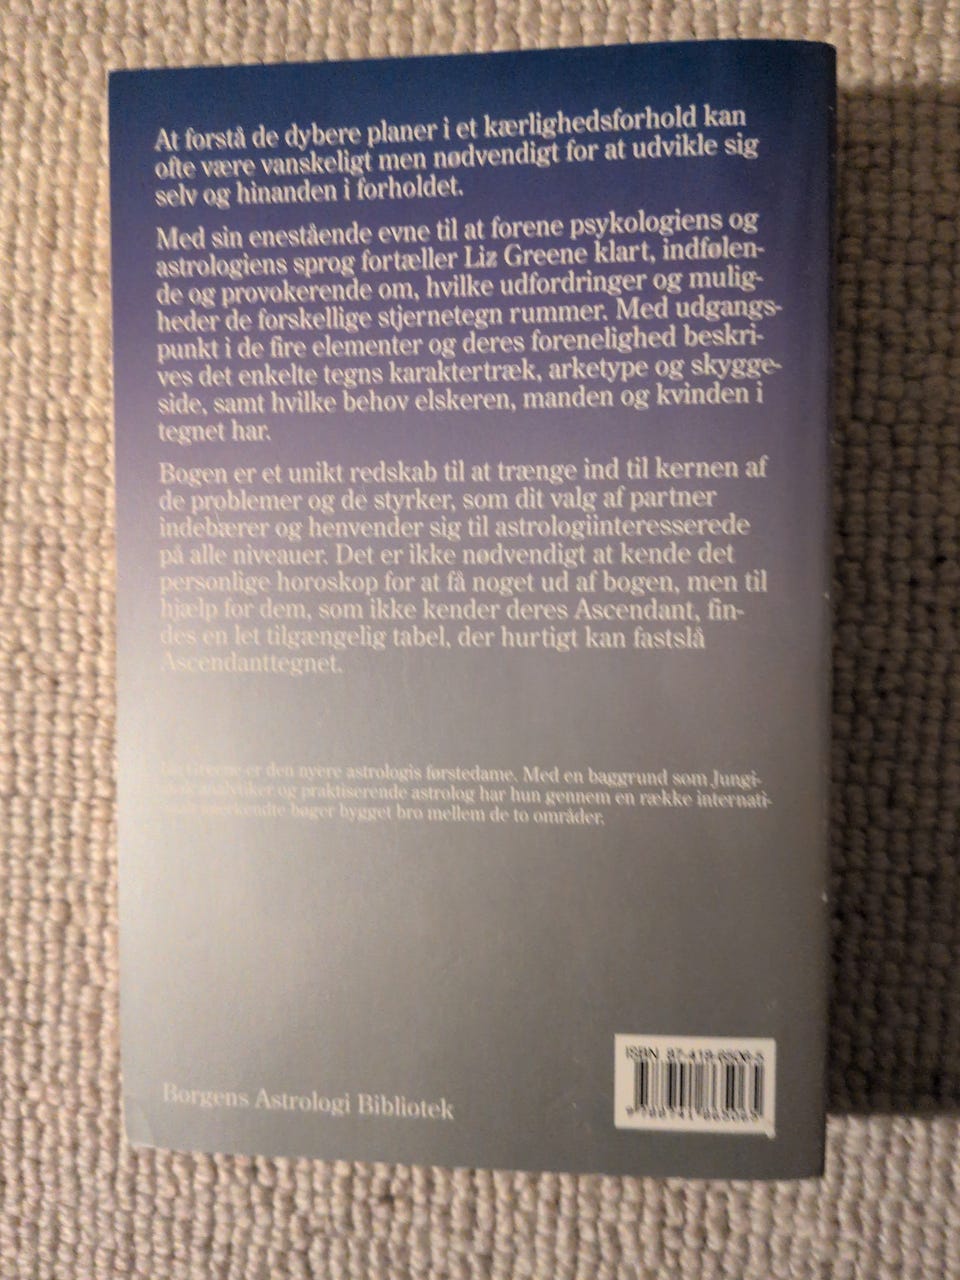 At forstå de dybere planer i et kærlighedsforhold kan
ofte være vanskeligt men nødvendigt for at udvikle sig
selv og hinanden i forholdet.
Med sin enestående evne til at forene psykologiens og
astrologiens sprog fortæller Liz Greene klart, indfølen-
de og provokerende om, hvilke udfordringer og mulig-
heder de forskellige stjernetegn rummer. Med udgangs-
punkt i de fire elementer og deres forenelighed beskri-
ves det enkelte tegns karaktertræk, arketype og skygge-
side, samt hvilke behov elskeren, manden og kvinden i
tegnet har.
Bogen er et unikt redskab til at trænge ind til kernen af
de problemer og de styrker, som dit valg af partner
indebærer og henvender sig til astrologiinteresserede
på alle niveauer. Det er ikke nødvendigt at kende det
personlige horoskop for at få noget ud af bogen, men til
hjælp for dem, som ikke kender deres Ascendant, fin-
des en let tilgængelig tabel, der hurtigt kan fastslå
Ascendanttegnet.
Greene er den nyere astrologis førstedame. Med en baggrund som Jungi-
analytiker og praktiserende astrolog har hun gennem en række internati-
anerkendte bøger bygget bro mellem de to områder.
Borgens Astrologi Bibliotek
ISBN 87-418-6506-5
9788741865065